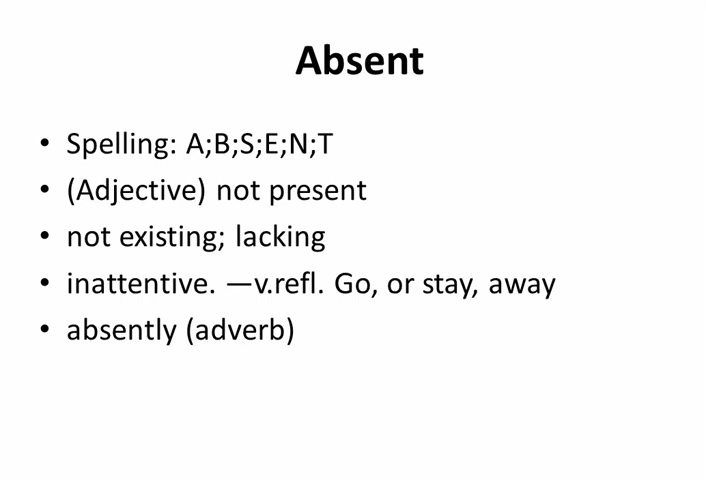 Absent
• Spelling: A;B;S;E;N;T
• (Adjective) not present
• not existing; lacking
• inattentive. —v.refl. Go, or stay, away
• absently (adverb)